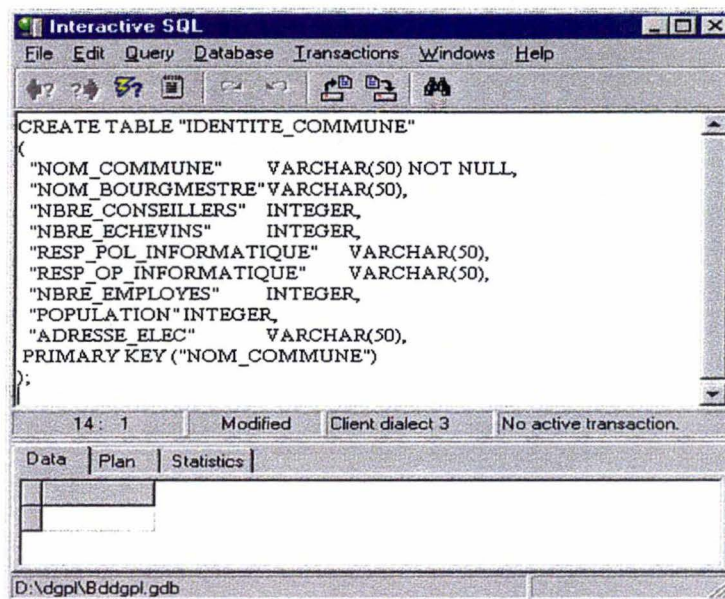 Interactive SQL
File Edit Query Database Transactions Windows Help
CREATE TABLE "IDENTITE_COMMUNE"
(
"NOM_COMMUNE" VARCHAR(50) NOT NULL,
"NOM_BOURGMESTRE" VARCHAR(50),
"NBRE_CONSEILLERS" INTEGER,
"NBRE_ECHEVINS" INTEGER,
"RESP_POL_INFORMATIQUE" VARCHAR(50),
"RESP_OP_INFORMATIQUE" VARCHAR(50),
"NBRE_EMPLOYES" INTEGER,
"POPULATION" INTEGER,
"ADRESSE_ELEC" VARCHAR(50),
PRIMARY KEY ("NOM_COMMUNE")
);
14 : 1 Modified Client dialect 3 No active transaction.
Data Plan Statistics
D:\dgpl\Bddgpl.gdb